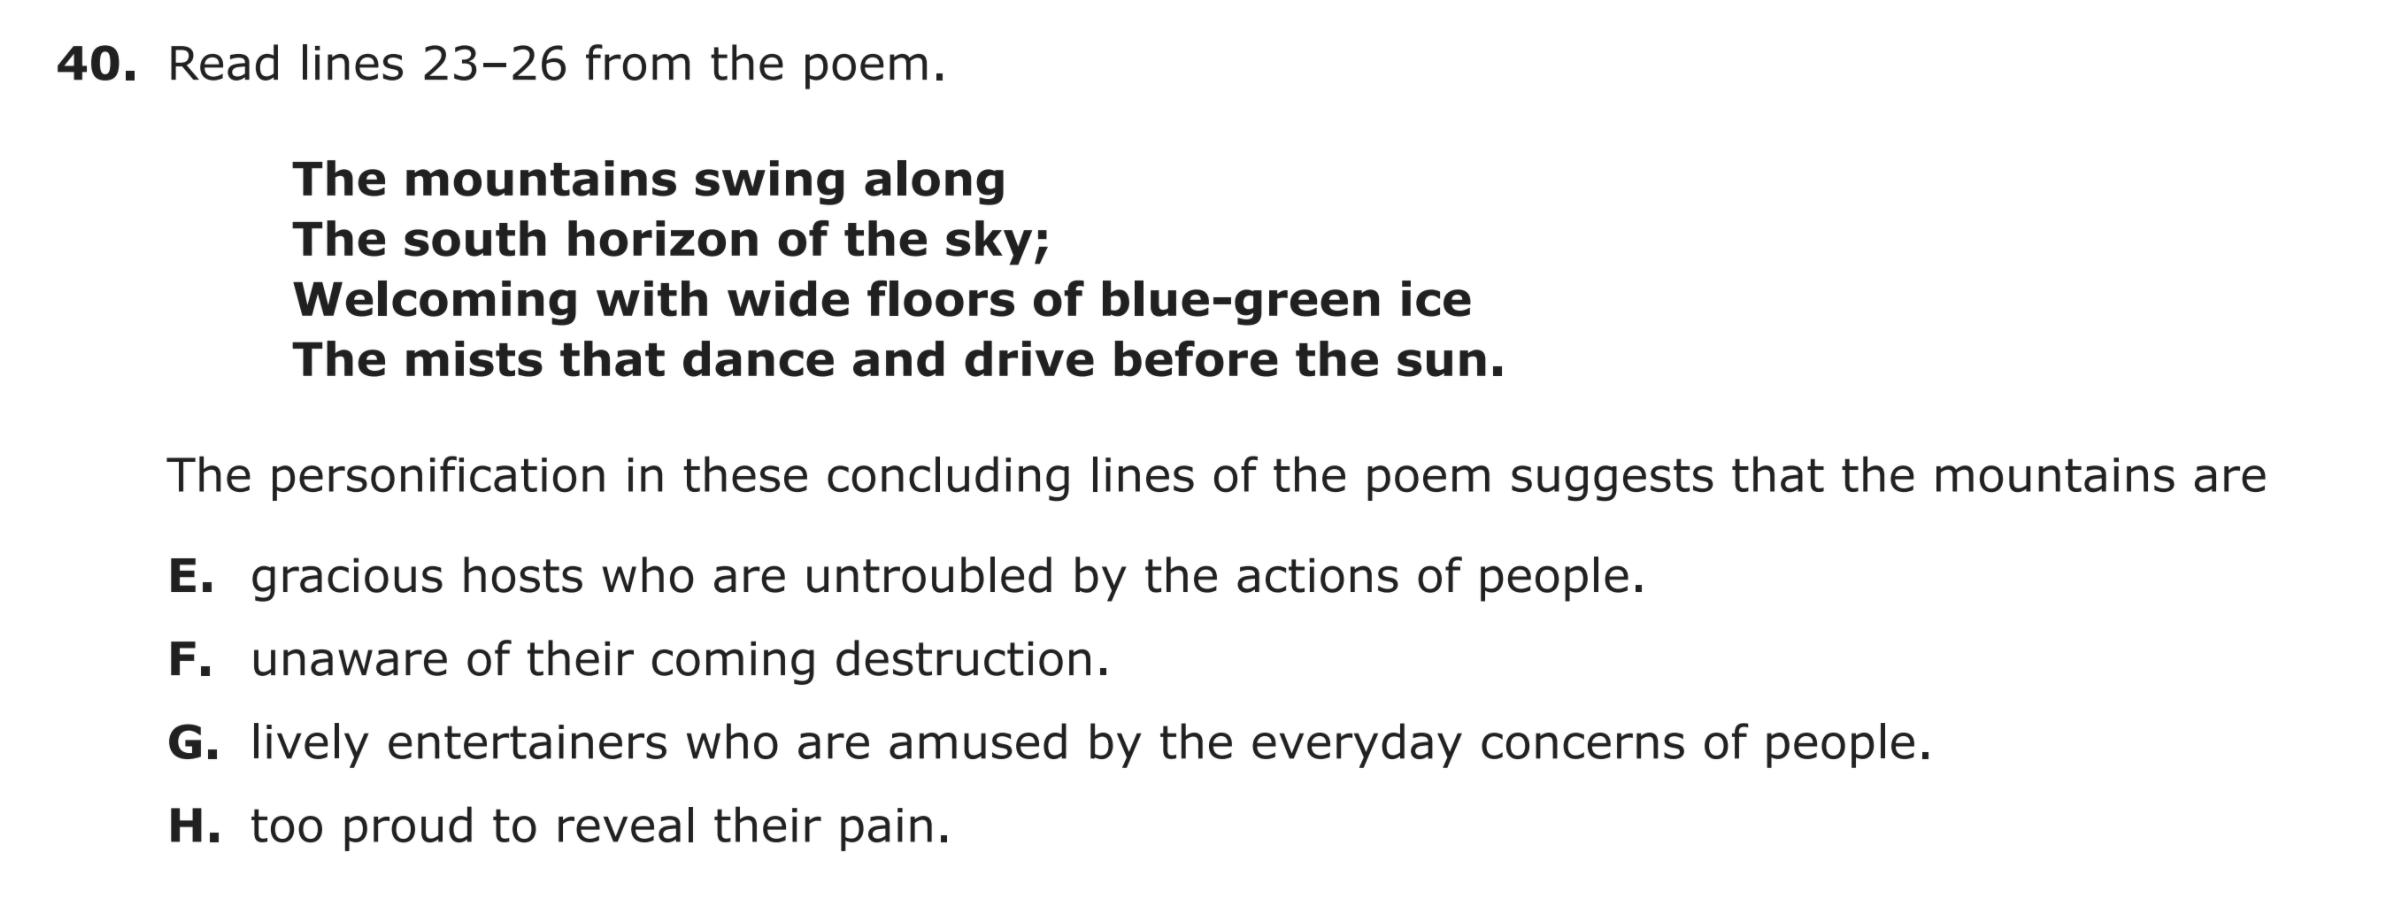 40. Read lines 23–26 from the poem.
The mountains swing along
The south horizon of the sky;
Welcoming with wide floors of blue-green ice
The mists that dance and drive before the sun.
The personification in these concluding lines of the poem suggests that the mountains are
E. gracious hosts who are untroubled by the actions of people.
F. unaware of their coming destruction.
G. lively entertainers who are amused by the everyday concerns of people.
H. too proud to reveal their pain.